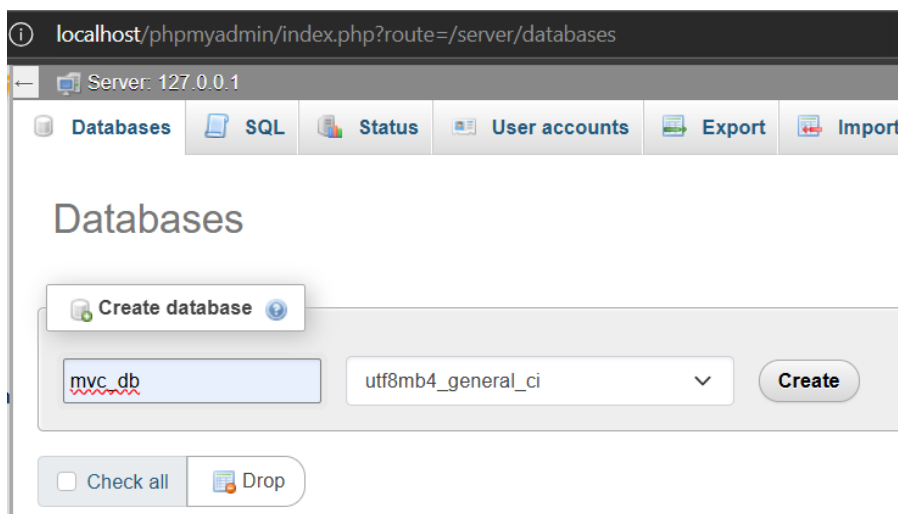 localhost/phpmyadmin/index.php?route=/server/databases
Server: 127.0.0.1
Databases SQL Status User accounts Export Import
Databases
Create database
mvc_db utf8mb4_general_ci Create
Check all Drop